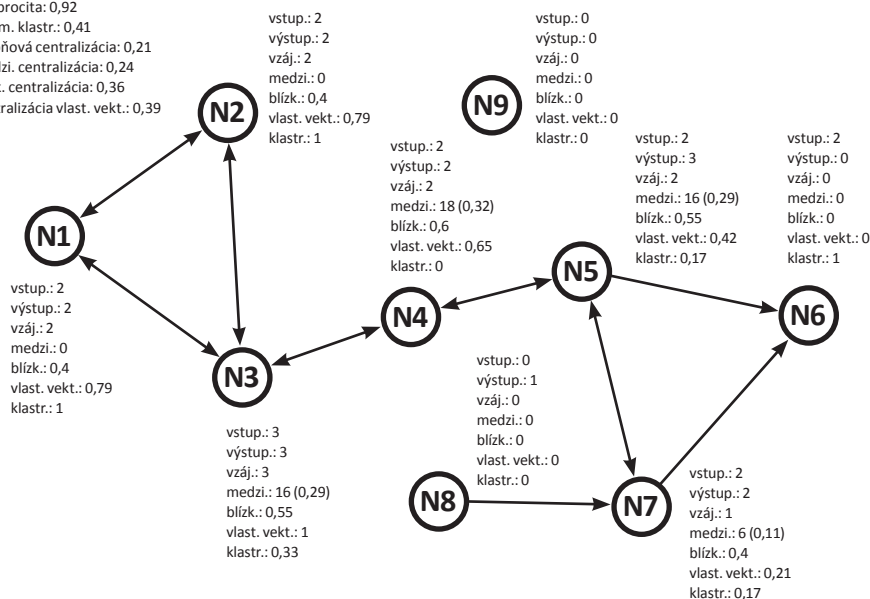 procita: 0,92
m. klastr.: 0,41
ňová centralizácia: 0,21
zi. centralizácia: 0,24
. centralizácia: 0,36
tralizácia vlast. vekt.: 0,39
N2
vstup.: 2
výstup.: 2
vzáj.: 2
medzi.: 0
blízk.: 0,4
vlast. vekt.: 0,79
klastr.: 1
N9
vstup.: 0
výstup.: 0
vzáj.: 0
medzi.: 0
blízk.: 0
vlast. vekt.: 0
klastr.: 0
N1
vstup.: 2
výstup.: 2
vzáj.: 2
medzi.: 0
blízk.: 0,4
vlast. vekt.: 0,79
klastr.: 1
vstup.: 2
výstup.: 2
vzáj.: 2
medzi.: 18 (0,32)
blízk.: 0,6
vlast. vekt.: 0,65
klastr.: 0
N4
vstup.: 2
výstup.: 3
vzáj.: 2
medzi.: 16 (0,29)
blízk.: 0,55
vlast. vekt.: 0,42
klastr.: 0,17
N5
vstup.: 2
výstup.: 0
vzáj.: 0
medzi.: 0
blízk.: 0
vlast. vekt.: 0
klastr.: 1
N6
N3
vstup.: 3
výstup.: 3
vzáj.: 3
medzi.: 16 (0,29)
blízk.: 0,55
vlast. vekt.: 1
klastr.: 0,33
vstup.: 0
výstup.: 1
vzáj.: 0
medzi.: 0
blízk.: 0
vlast. vekt.: 0
klastr.: 0
N8
N7
vstup.: 2
výstup.: 2
vzáj.: 1
medzi.: 6 (0,11)
blízk.: 0,4
vlast. vekt.: 0,21
klastr.: 0,17